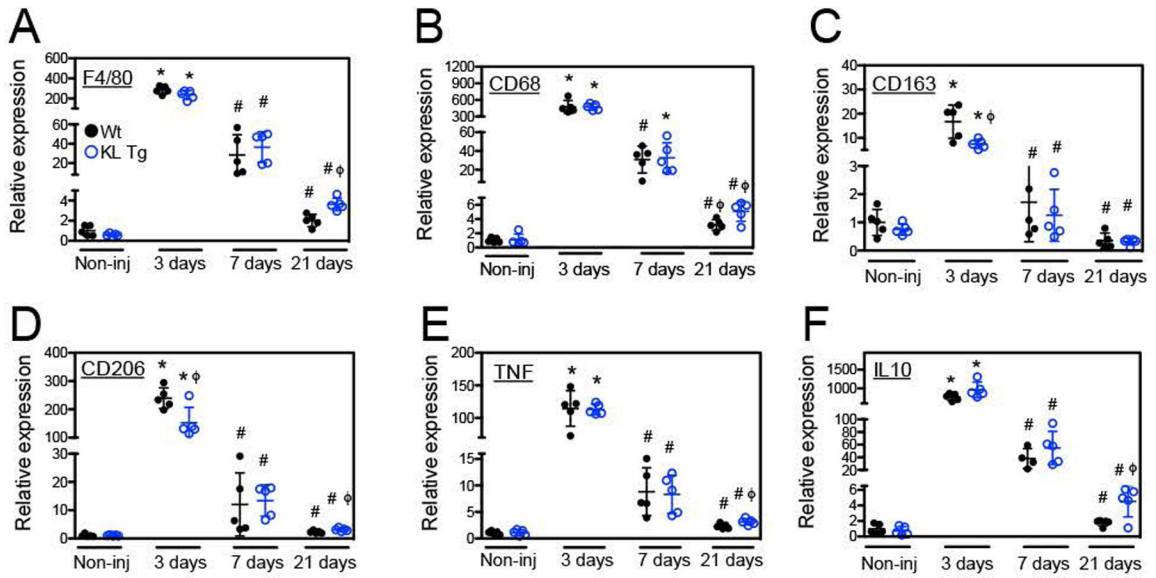 A
Relative expression
F4/80
600
400
200
60
40
20
4
2
0
Wt
KL Tg
* *
# #
# # ϕ
Non-inj 3 days 7 days 21 days
B
Relative expression
CD68
1200
900
600
300
60
40
20
6
4
2
0
* *
# *
# ϕ # ϕ
Non-inj 3 days 7 days 21 days
C
Relative expression
CD163
40
30
20
10
3
2
1
0
* * ϕ
# #
# #
Non-inj 3 days 7 days 21 days
D
Relative expression
CD206
400
300
200
100
30
20
10
0
* * ϕ
# #
# # ϕ
Non-inj 3 days 7 days 21 days
E
Relative expression
TNF
200
150
100
15
10
5
0
* *
# #
# # ϕ
Non-inj 3 days 7 days 21 days
F
Relative expression
IL10
1500
1000
500
100
80
60
40
20
6
4
2
0
* *
# #
# # ϕ
Non-inj 3 days 7 days 21 days